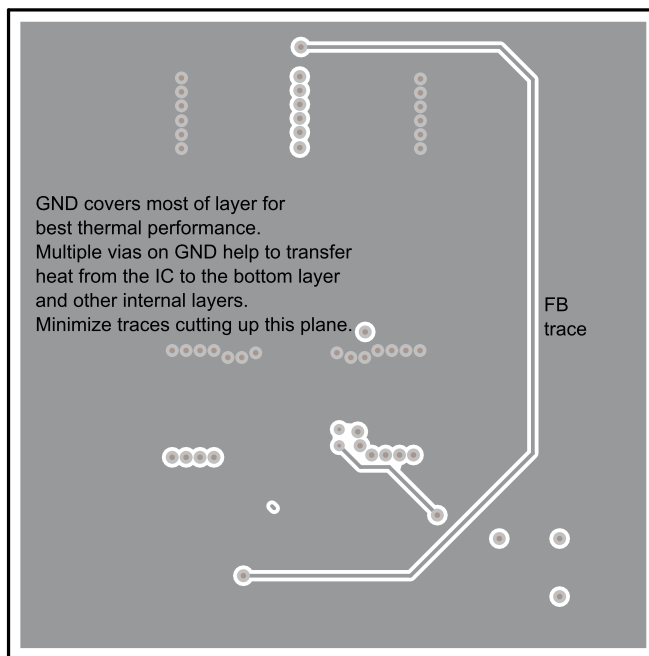 GND covers most of layer for
best thermal performance.
Multiple vias on GND help to transfer
heat from the IC to the bottom layer
and other internal layers.
Minimize traces cutting up this plane.
FB
trace